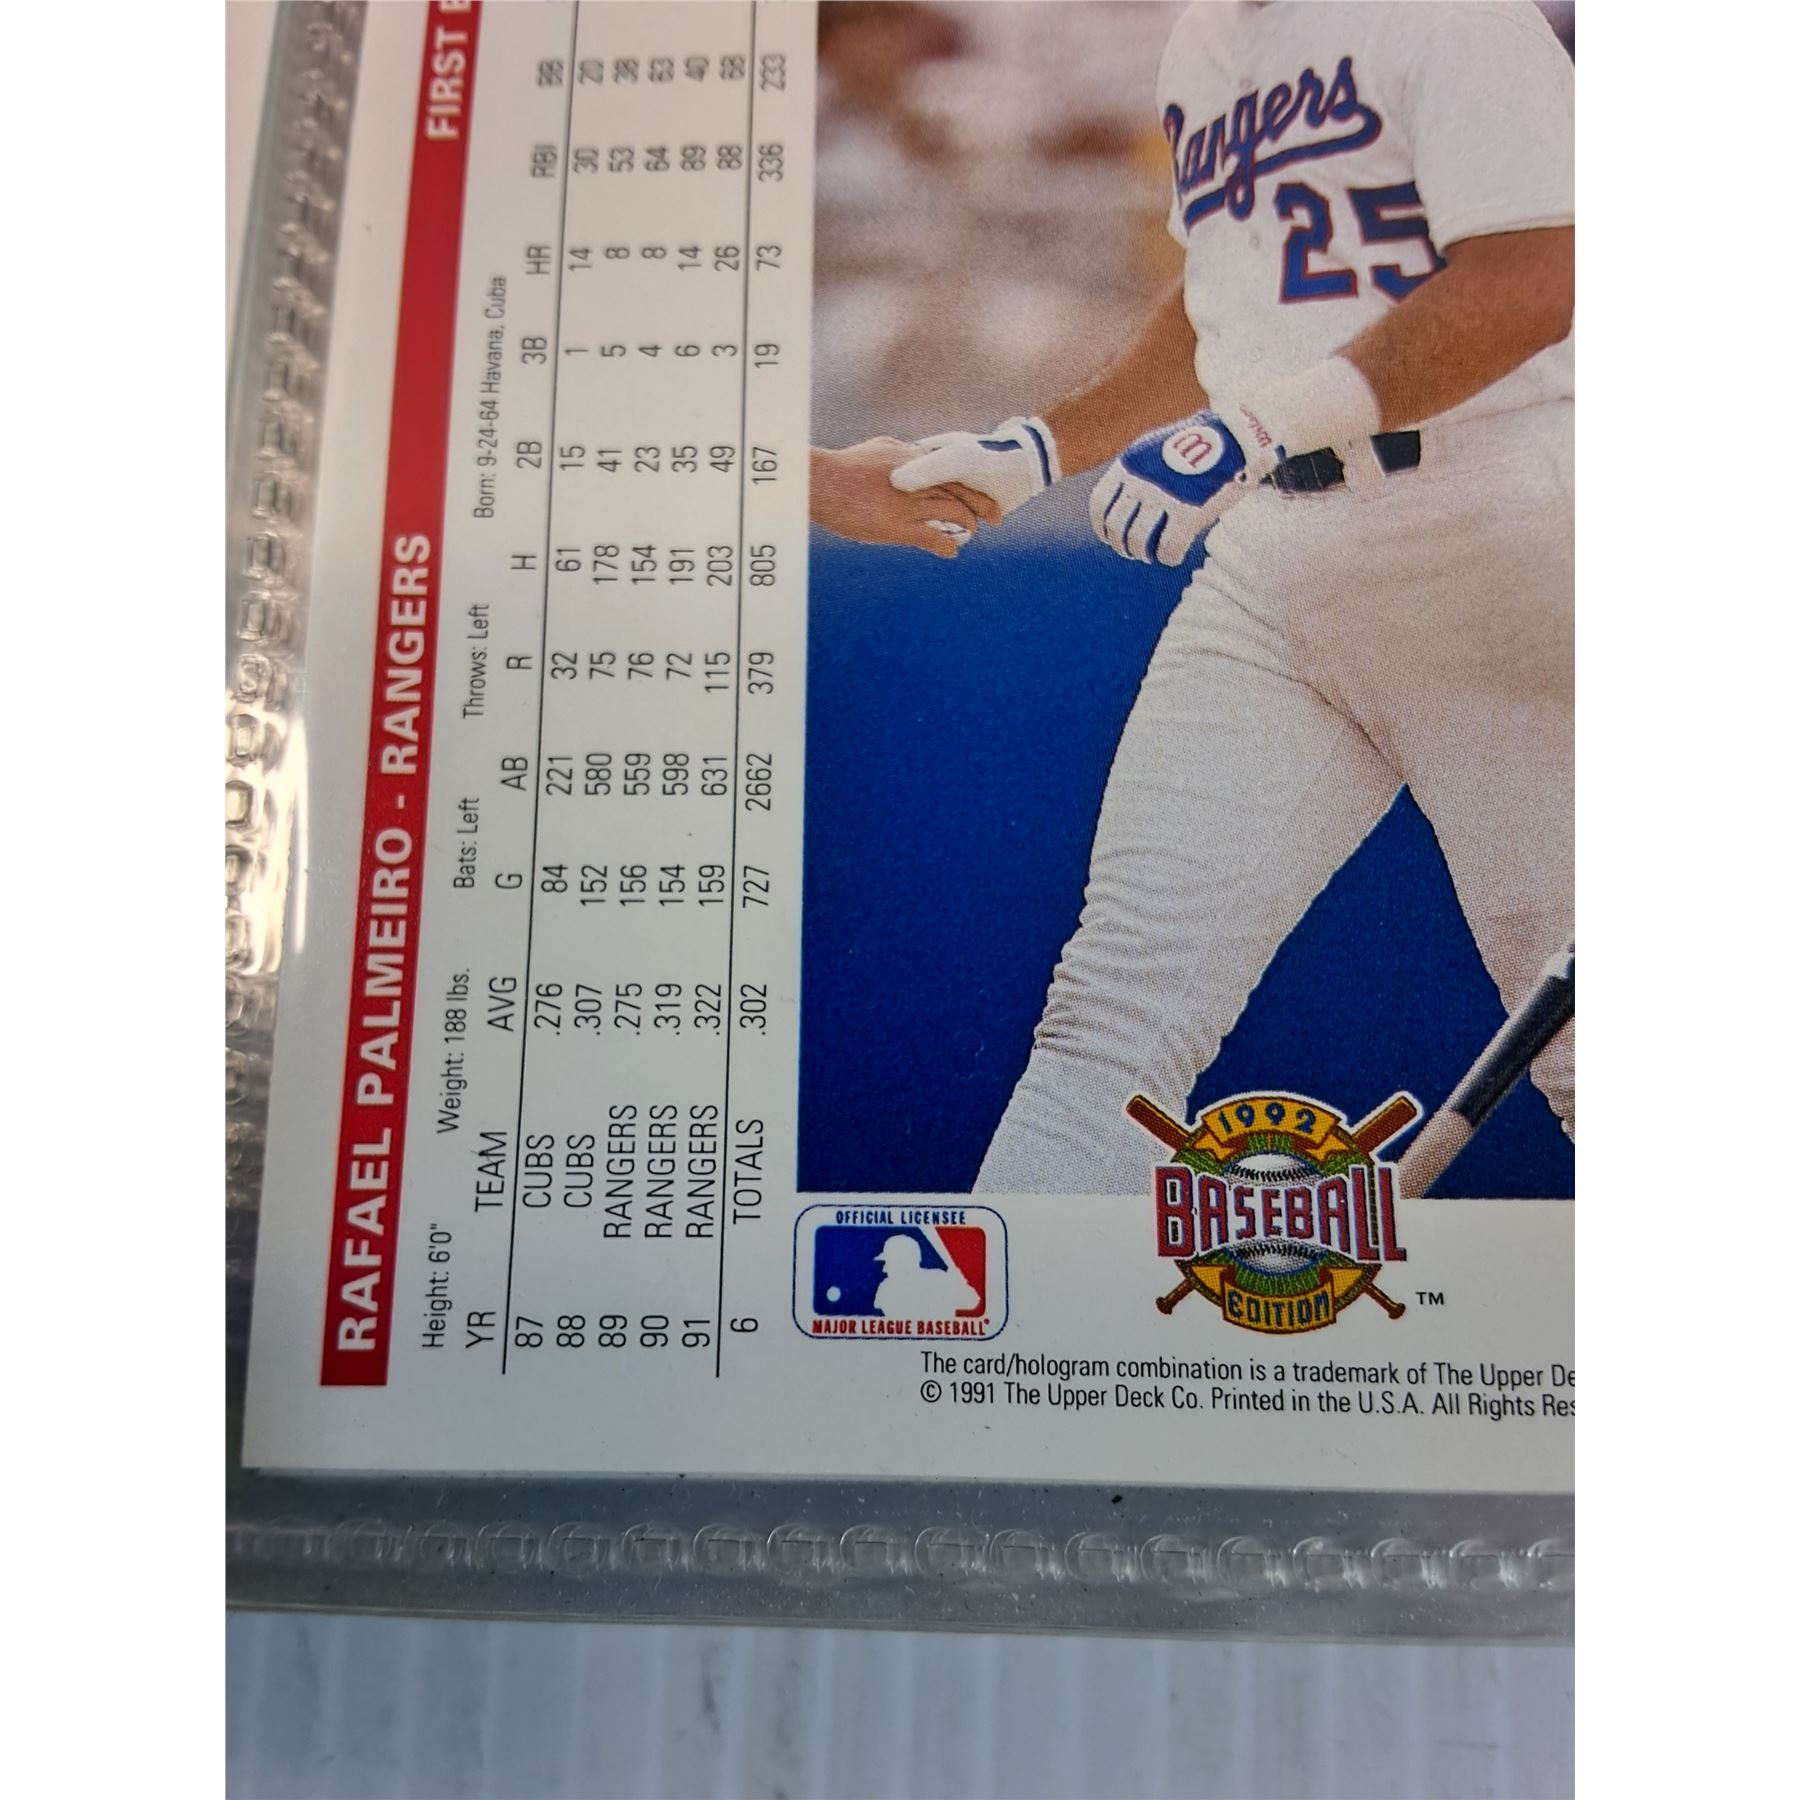 RAFAEL PALMEIRO - RANGERS FIRST
Height: 6'0" Weight: 188 lbs. Bats: Left Throws: Left Born: 9-24-64 Havana, Cuba
YR TEAM AVG G AB R H 2B 3B HR RBI BB
87 CUBS .276 84 221 32 61 15 1 14 30 20
88 CUBS .307 152 580 75 178 41 5 8 53 38
89 RANGERS .275 156 559 76 154 23 4 8 64 63
90 RANGERS .319 154 598 72 191 35 6 14 89 40
91 RANGERS .322 159 631 115 203 49 3 26 88 68
6 TOTALS .302 727 2662 379 805 167 19 73 336 233
Rangers
25
W
Wilson
OFFICIAL LICENSEE
MAJOR LEAGUE BASEBALL®
1992
BASEBALL
EDITION
TM
The card/hologram combination is a trademark of The Upper De
© 1991 The Upper Deck Co. Printed in the U.S.A. All Rights Res